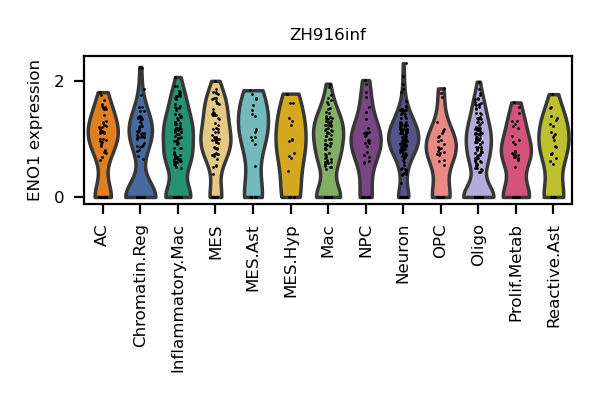 ZH916inf
ENO1 expression
2
0
AC
Chromatin.Reg
Inflammatory.Mac
MES
MES.Ast
MES.Hyp
Mac
NPC
Neuron
OPC
Oligo
Prolif.Metab
Reactive.Ast